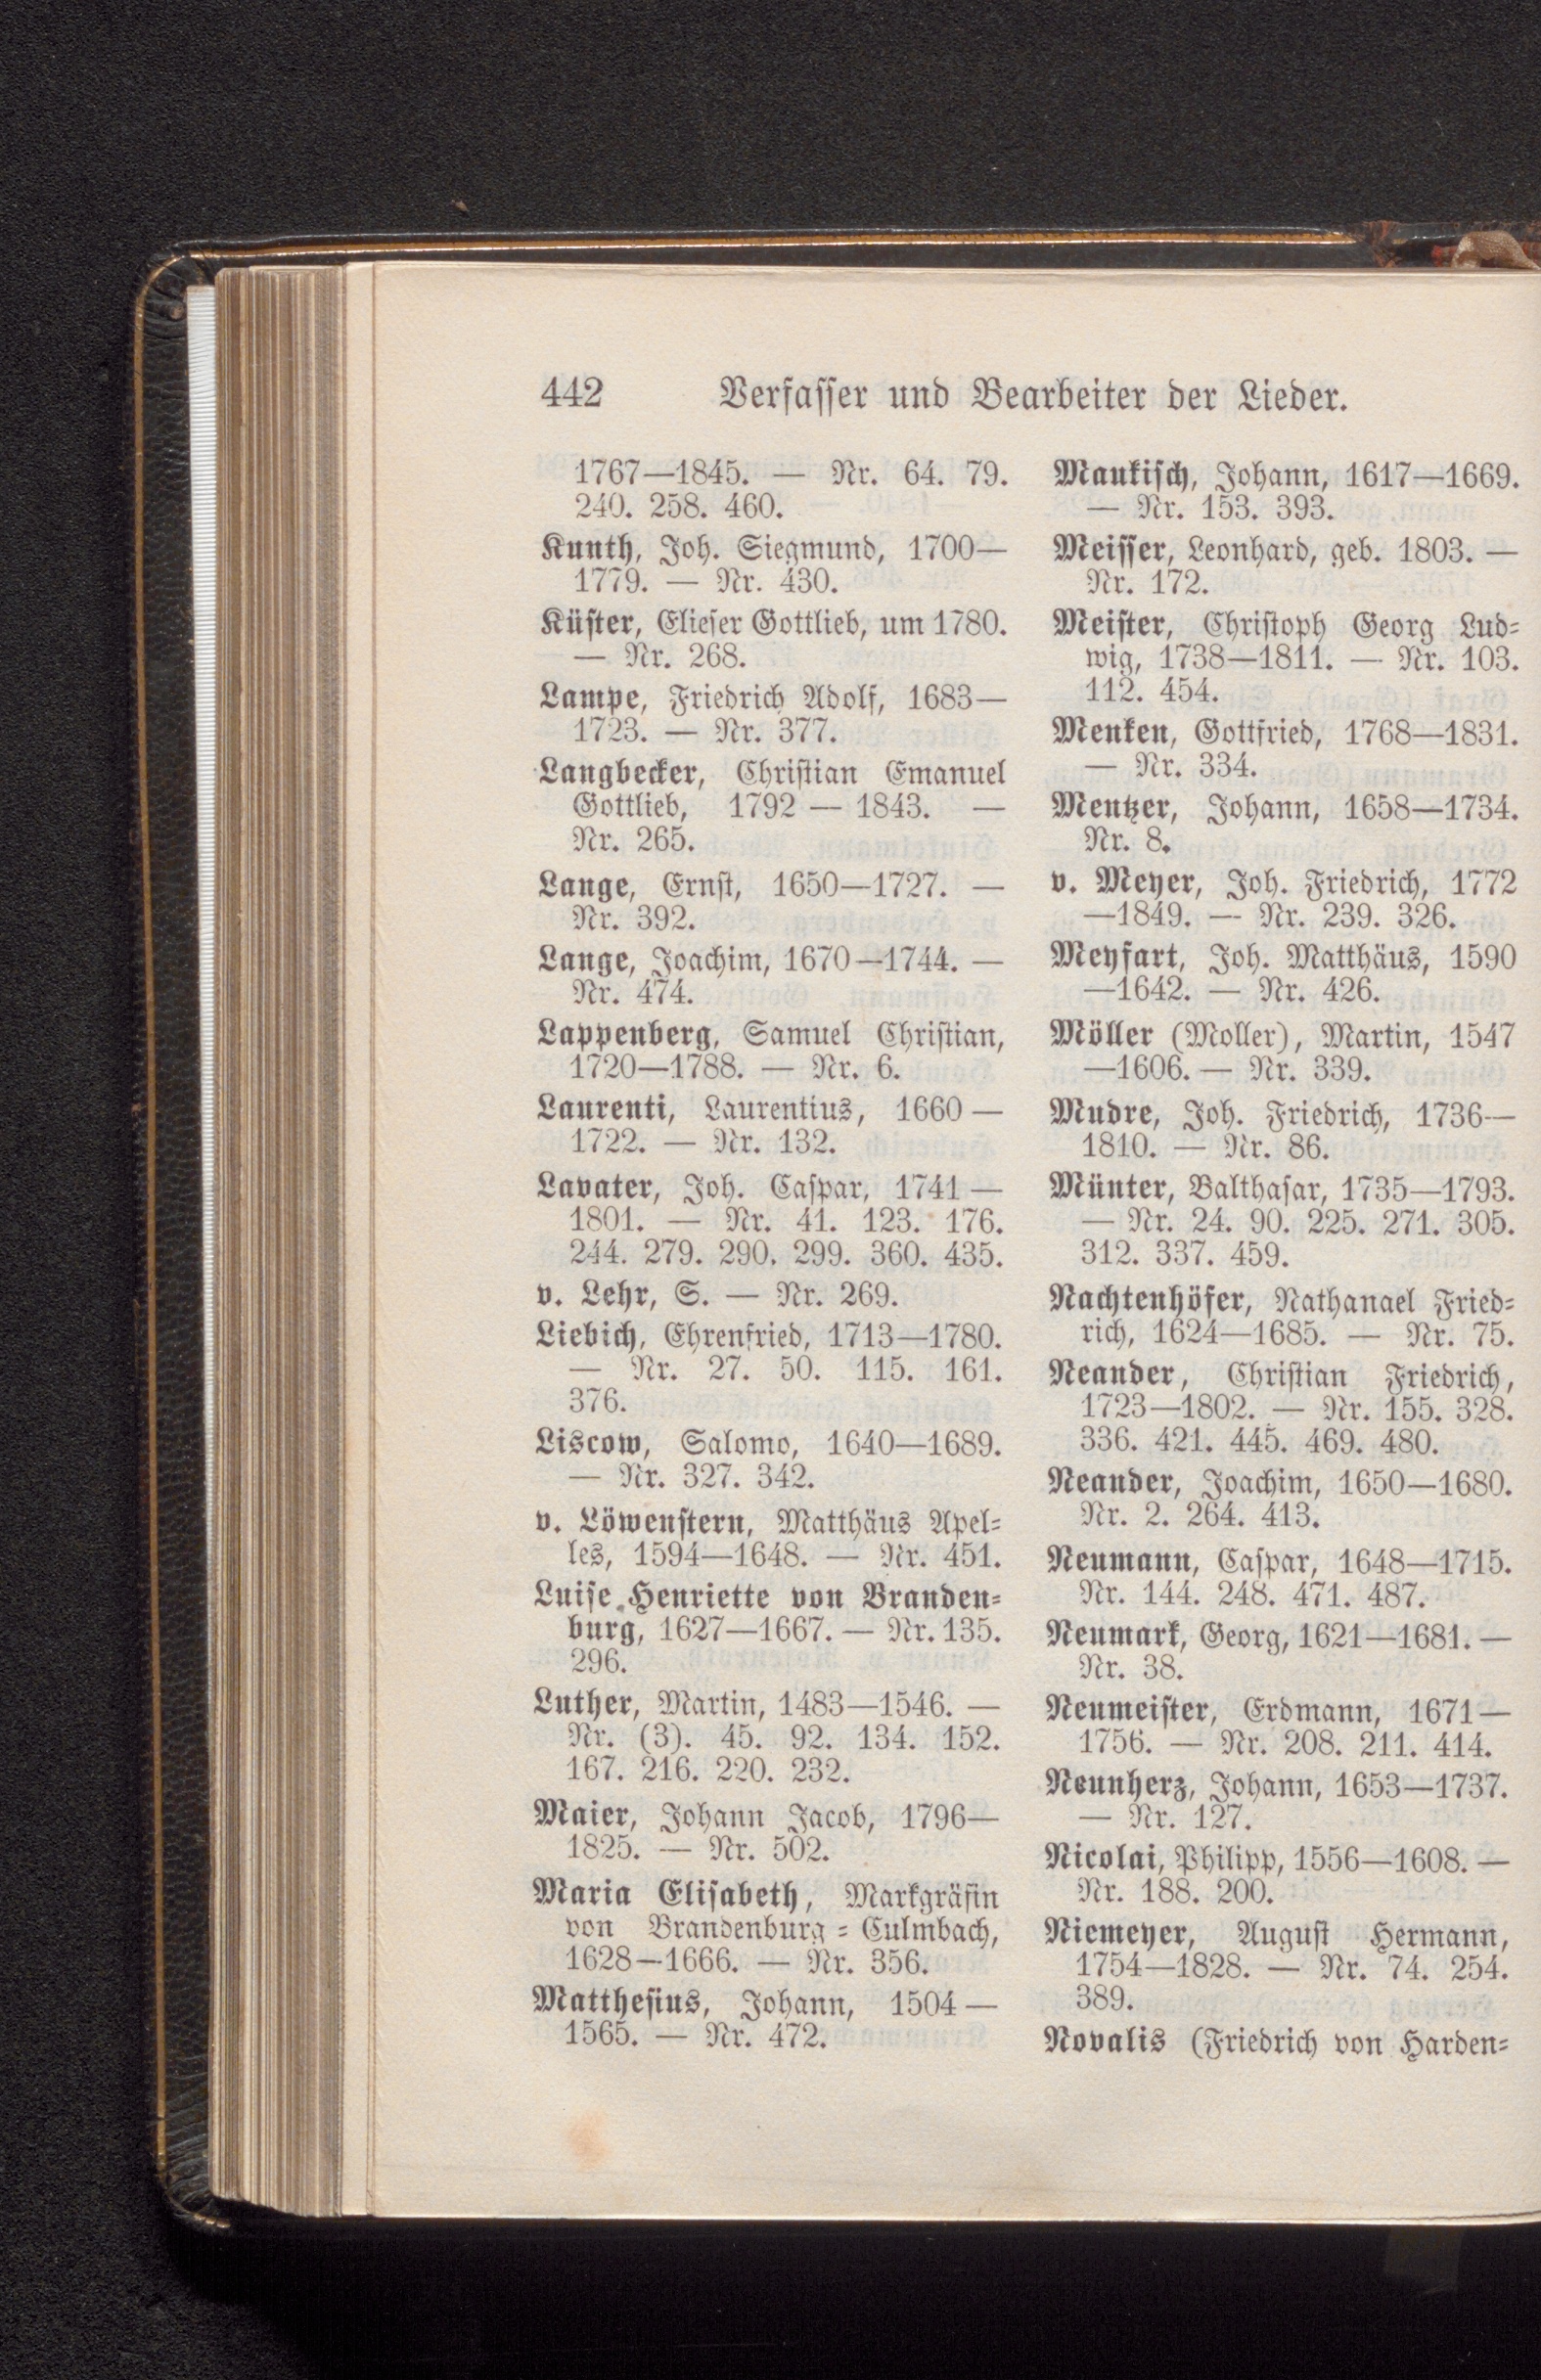 442 Verfasser und Bearbeiter der Lieder.
1767—1845. — Nr. 64. 79.
240. 258. 460.
Kunth, Joh. Siegmund, 1700—
1779. — Nr. 430.
Küster, Elieser Gottlieb, um 1780.
— Nr. 268.
Lampe, Friedrich Adolf, 1683—
1723. — Nr. 377.
Langbecker, Christian Emanuel
Gottlieb, 1792 — 1843. —
Nr. 265.
Lange, Ernst, 1650—1727. —
Nr. 392.
Lange, Joachim, 1670—1744. —
Nr. 474.
Lappenberg, Samuel Christian,
1720—1788. — Nr. 6.
Laurenti, Laurentius, 1660 —
1722. — Nr. 132.
Lavater, Joh. Caspar, 1741 —
1801. — Nr. 41. 123. 176.
244. 279. 290. 299. 360. 435.
v. Lehr, S. — Nr. 269.
Liebich, Ehrenfried, 1713—1780.
— Nr. 27. 50. 115. 161.
376.
Liscow, Salomo, 1640—1689.
— Nr. 327. 342.
v. Löwenstern, Matthäus Apel-
les, 1594—1648. — Nr. 451.
Luise Henriette von Branden-
burg, 1627—1667. — Nr. 135.
296.
Luther, Martin, 1483—1546. —
Nr. (3). 45. 92. 134. 152.
167. 216. 220. 232.
Maier, Johann Jacob, 1796—
1825. — Nr. 502.
Maria Elisabeth, Markgräfin
von Brandenburg - Culmbach,
1628—1666. — Nr. 356.
Matthesius, Johann, 1504 —
1565. — Nr. 472.
Maukisch, Johann, 1617—1669.
— Nr. 153. 393.
Meisser, Leonhard, geb. 1803. —
Nr. 172.
Meister, Christoph Georg Lud-
wig, 1738—1811. — Nr. 103.
112. 454.
Menken, Gottfried, 1768—1831.
— Nr. 334.
Mentzer, Johann, 1658—1734.
Nr. 8.
v. Meyer, Joh. Friedrich, 1772
—1849. — Nr. 239. 326.
Meyfart, Joh. Matthäus, 1590
—1642. — Nr. 426.
Möller (Moller), Martin, 1547
—1606. — Nr. 339.
Mudre, Joh. Friedrich, 1736—
1810. — Nr. 86.
Münter, Balthasar, 1735—1793.
— Nr. 24. 90. 225. 271. 305.
312. 337. 459.
Nachtenhöfer, Nathanael Fried-
rich, 1624—1685. — Nr. 75.
Neander, Christian Friedrich,
1723—1802. — Nr. 155. 328.
336. 421. 445. 469. 480.
Neander, Joachim, 1650—1680.
Nr. 2. 264. 413.
Neumann, Caspar, 1648—1715.
Nr. 144. 248. 471. 487.
Neumark, Georg, 1621—1681. —
Nr. 38.
Neumeister, Erdmann, 1671—
1756. — Nr. 208. 211. 414.
Neunherz, Johann, 1653—1737.
— Nr. 127.
Nicolai, Philipp, 1556—1608. —
Nr. 188. 200.
Niemeyer, August Hermann,
1754—1828. — Nr. 74. 254.
389.
Novalis (Friedrich von Harden-